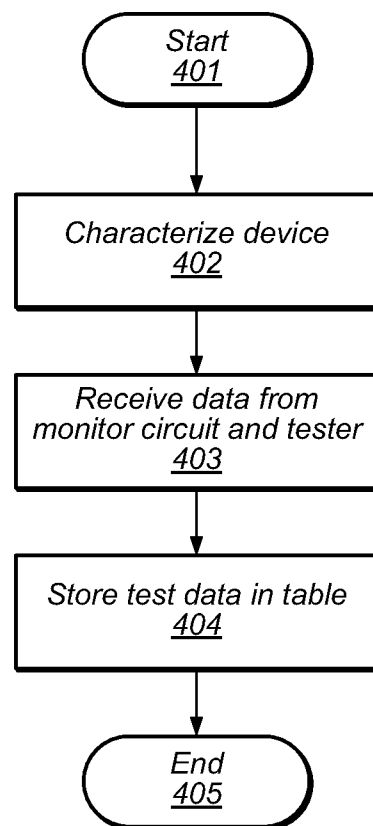 Start
401
Characterize device
402
Receive data from
monitor circuit and tester
403
Store test data in table
404
End
405